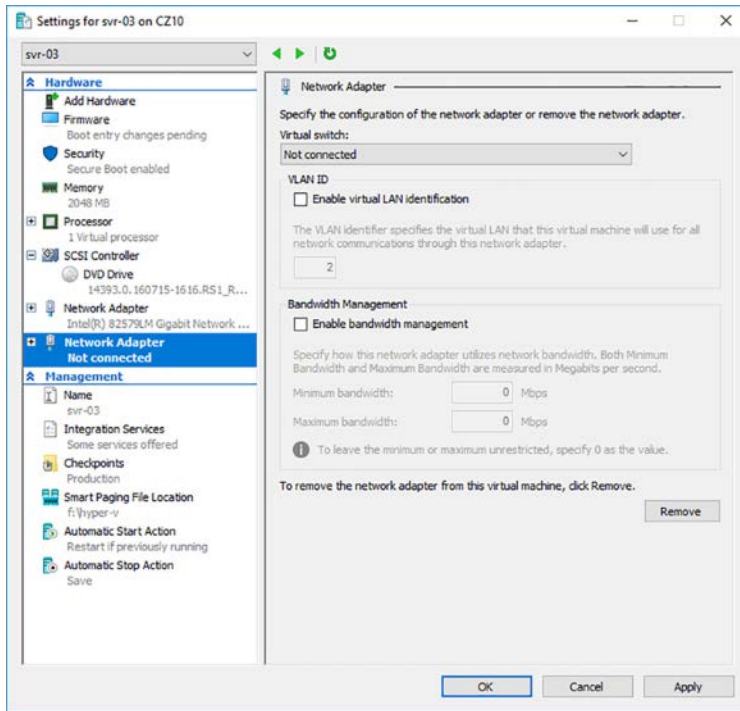 Settings for svr-03 on CZ10
svr-03
Hardware
Add Hardware
Firmware
Boot entry changes pending
Security
Secure Boot enabled
Memory
2048 MB
Processor
1 Virtual processor
SCSI Controller
DVD Drive
14393.0.160715-1616.RS1_R...
Network Adapter
Intel(R) 82579LM Gigabit Network ...
Network Adapter
Not connected
Management
Name
svr-03
Integration Services
Some services offered
Checkpoints
Production
Smart Paging File Location
f:\hyper-v
Automatic Start Action
Restart if previously running
Automatic Stop Action
Save
Network Adapter
Specify the configuration of the network adapter or remove the network adapter.
Virtual switch:
Not connected
VLAN ID
Enable virtual LAN identification
The VLAN identifier specifies the virtual LAN that this virtual machine will use for all
network communications through this network adapter.
2
Bandwidth Management
Enable bandwidth management
Specify how this network adapter utilizes network bandwidth. Both Minimum
Bandwidth and Maximum Bandwidth are measured in Megabits per second.
Minimum bandwidth: 0 Mbps
Maximum bandwidth: 0 Mbps
To leave the minimum or maximum unrestricted, specify 0 as the value.
To remove the network adapter from this virtual machine, click Remove.
Remove
OK Cancel Apply